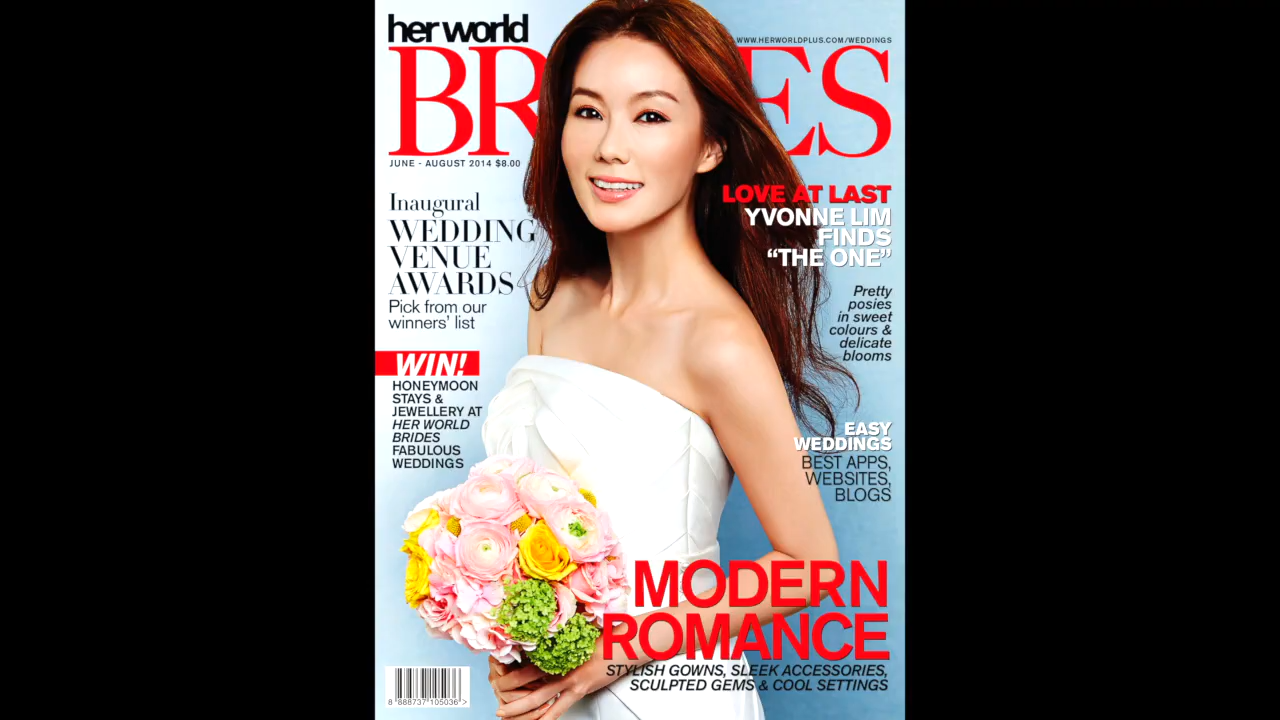 her world
BRIDES
WWW.HERWORLDPLUS.COM/WEDDINGS
JUNE - AUGUST 2014 $8.00
Inaugural
WEDDING
VENUE
AWARDS
Pick from our
winners' list
WIN!
HONEYMOON
STAYS &
JEWELLERY AT
HER WORLD
BRIDES
FABULOUS
WEDDINGS
LOVE AT LAST
YVONNE LIM
FINDS
“THE ONE”
Pretty
posies
in sweet
colours &
delicate
blooms
EASY
WEDDINGS
BEST APPS,
WEBSITES,
BLOGS
MODERN
ROMANCE
STYLISH GOWNS, SLEEK ACCESSORIES,
SCULPTED GEMS & COOL SETTINGS
8 888737 105036 >